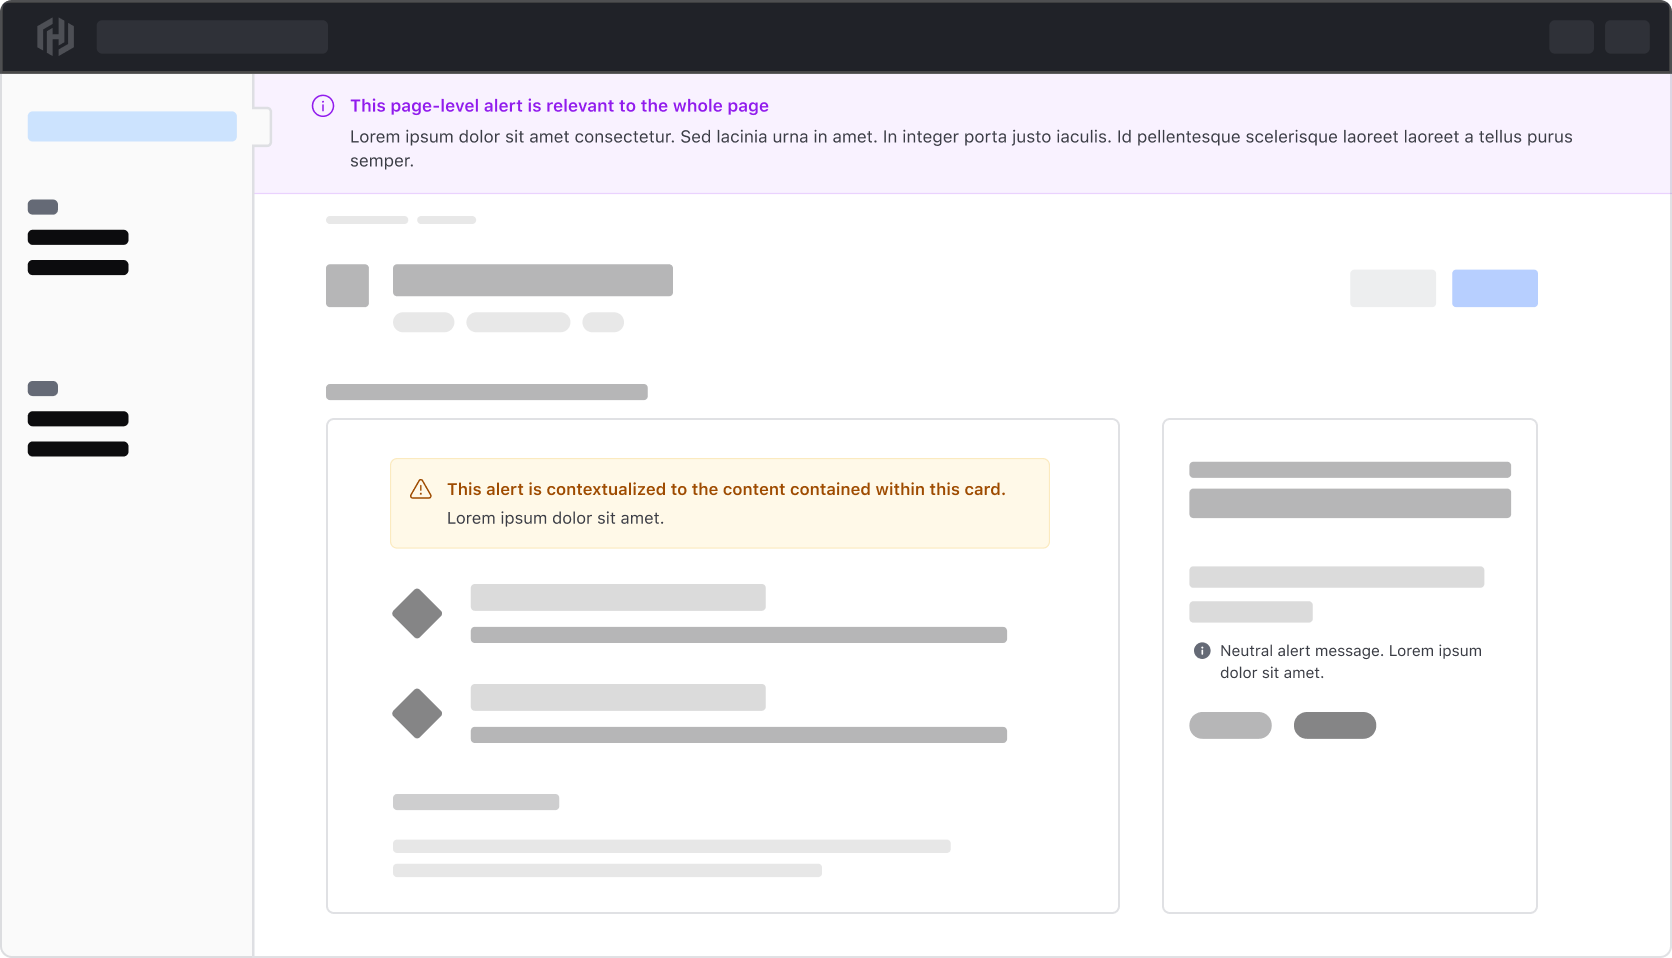 This page-level alert is relevant to the whole page
Lorem ipsum dolor sit amet consectetur. Sed lacinia urna in amet. In integer porta justo iaculis. Id pellentesque scelerisque laoreet laoreet a tellus purus
semper.
This alert is contextualized to the content contained within this card.
Lorem ipsum dolor sit amet.
Neutral alert message. Lorem ipsum
dolor sit amet.